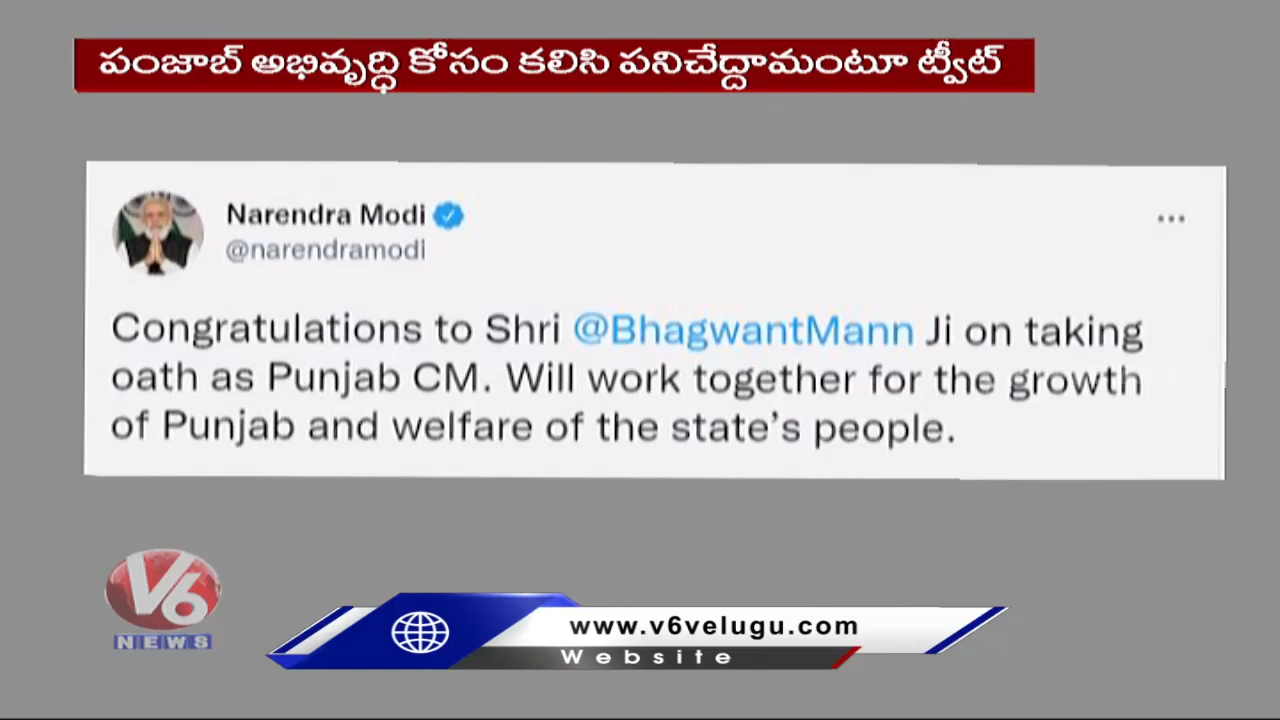 పంజాబ్ అభివృద్ధి కోసం కలిసి పనిచేద్దామంటూ ట్వీట్
Narendra Modi
@narendramodi
Congratulations to Shri @BhagwantMann Ji on taking
oath as Punjab CM. Will work together for the growth
of Punjab and welfare of the state's people.
V6
NEWS
www.v6velugu.com
Website